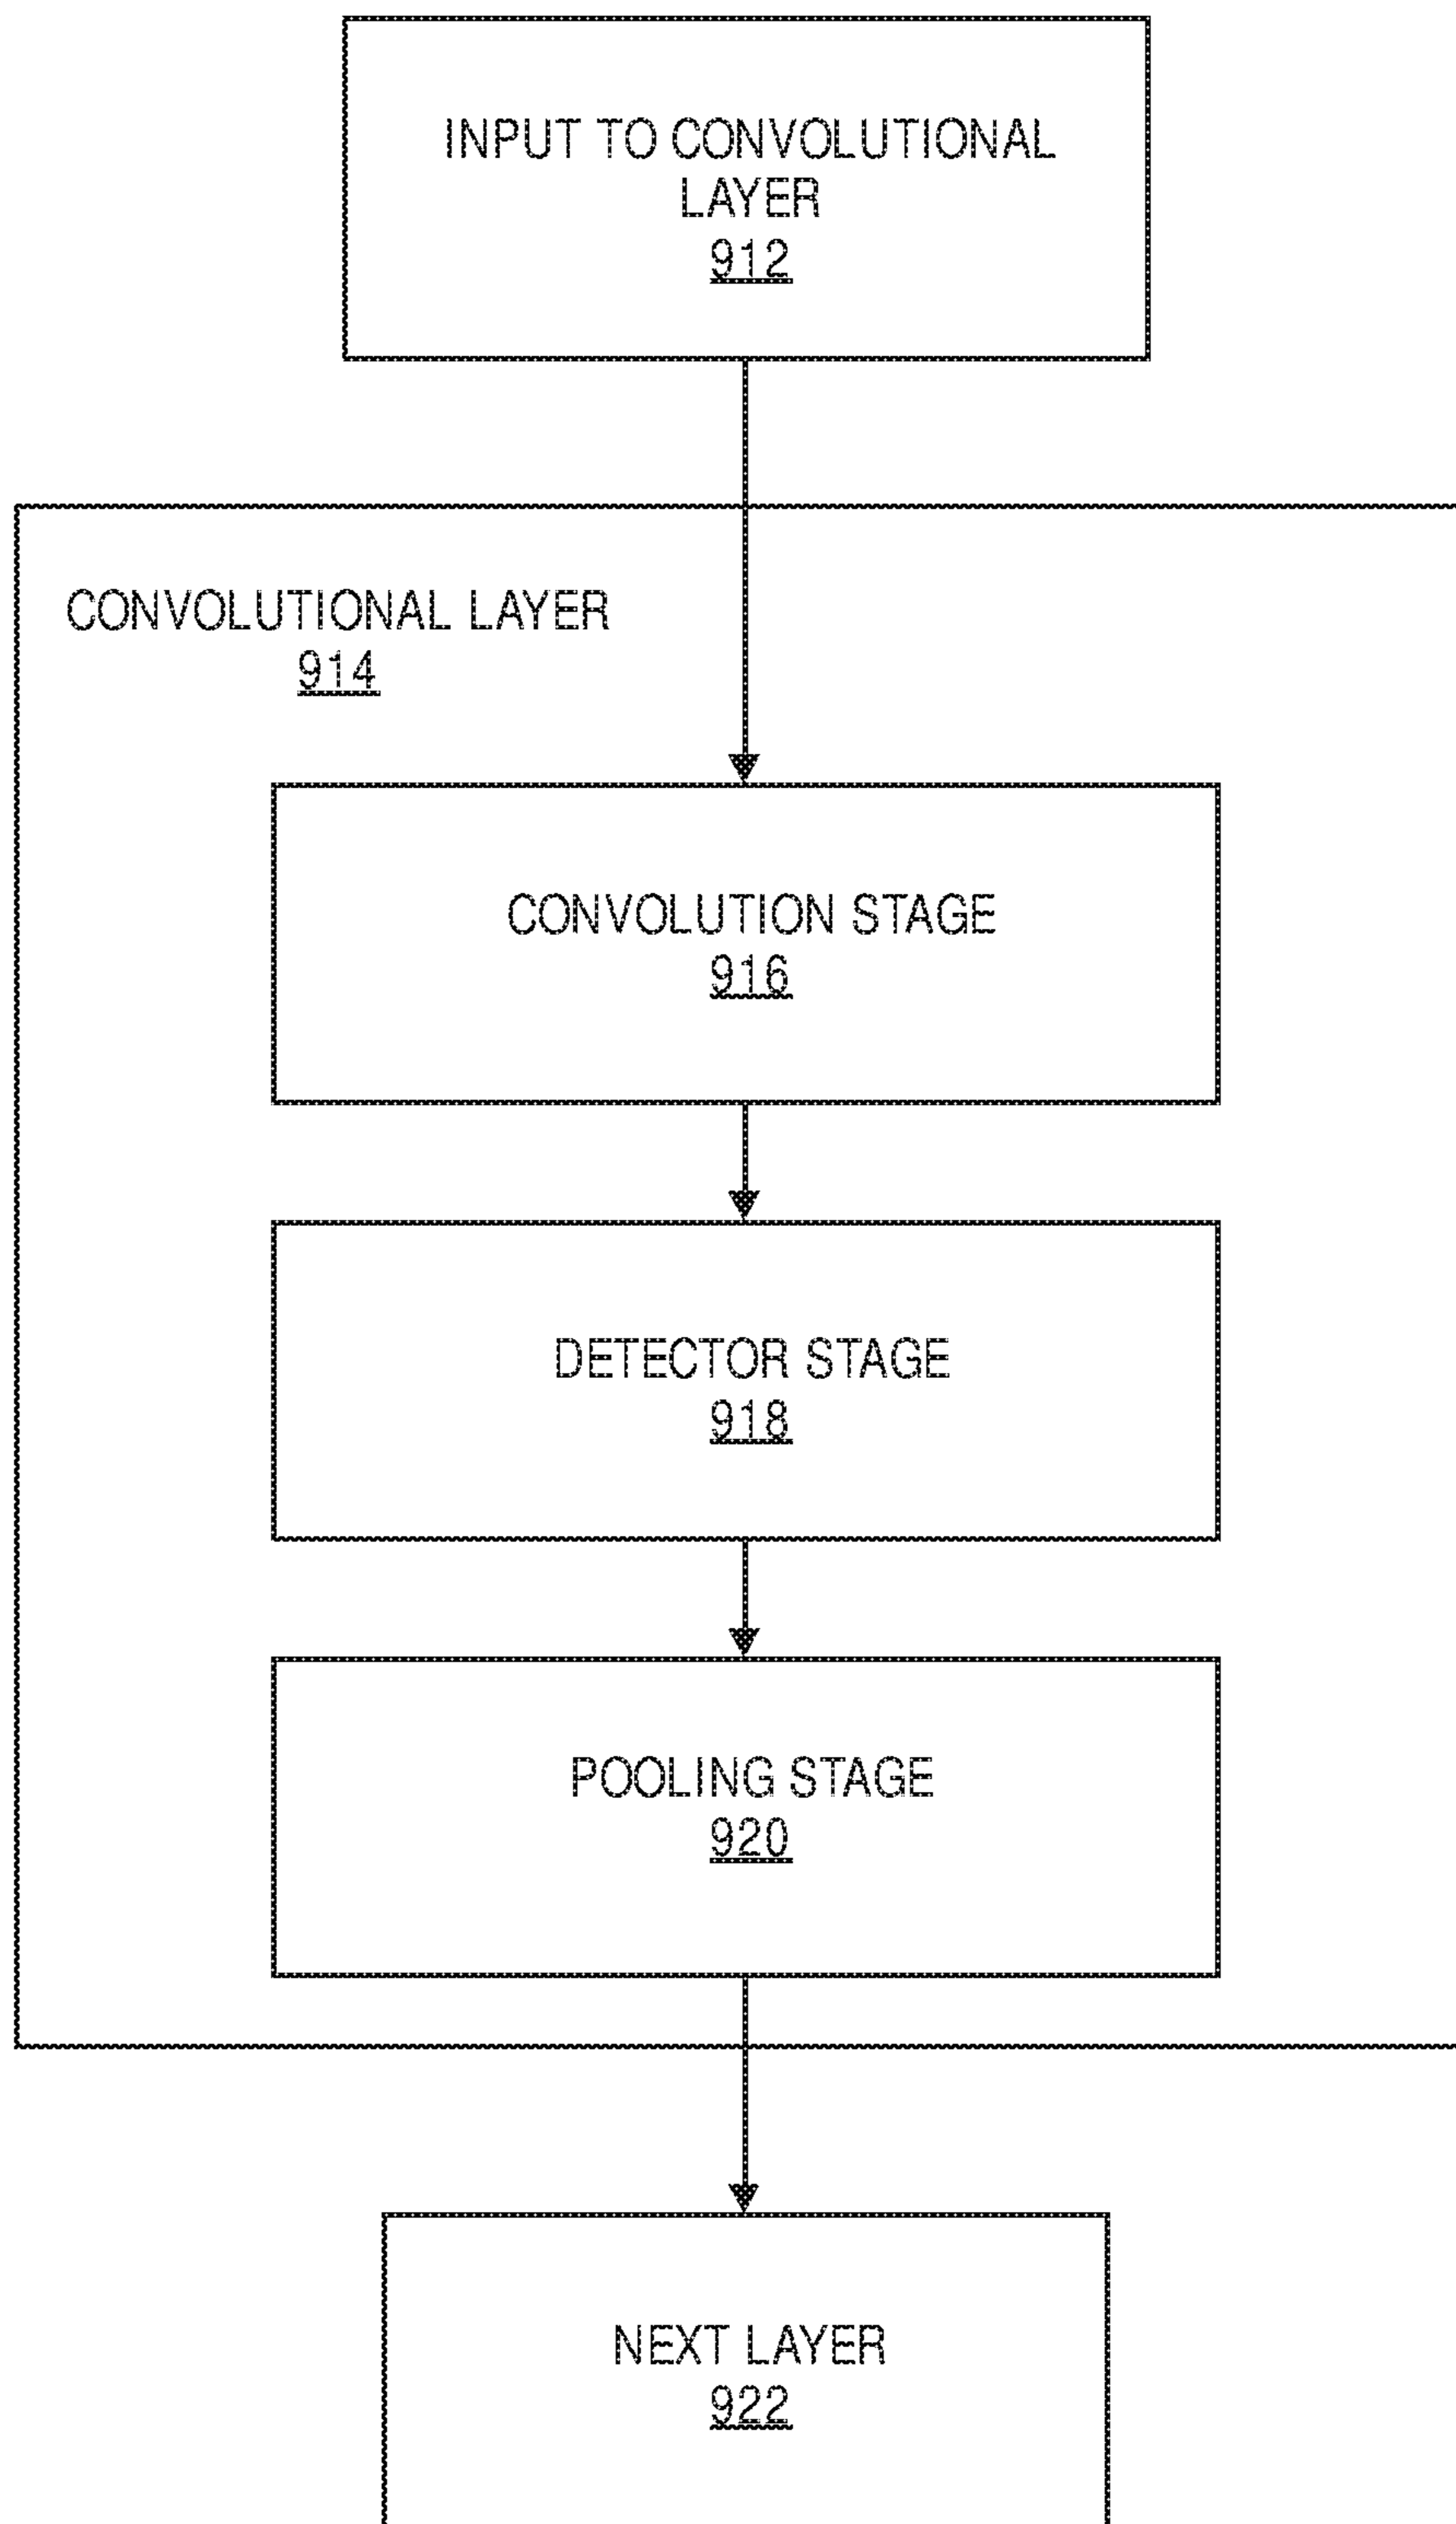 INPUT TO CONVOLUTIONAL
LAYER
912
CONVOLUTIONAL LAYER
914
CONVOLUTION STAGE
916
DETECTOR STAGE
918
POOLING STAGE
920
NEXT LAYER
922